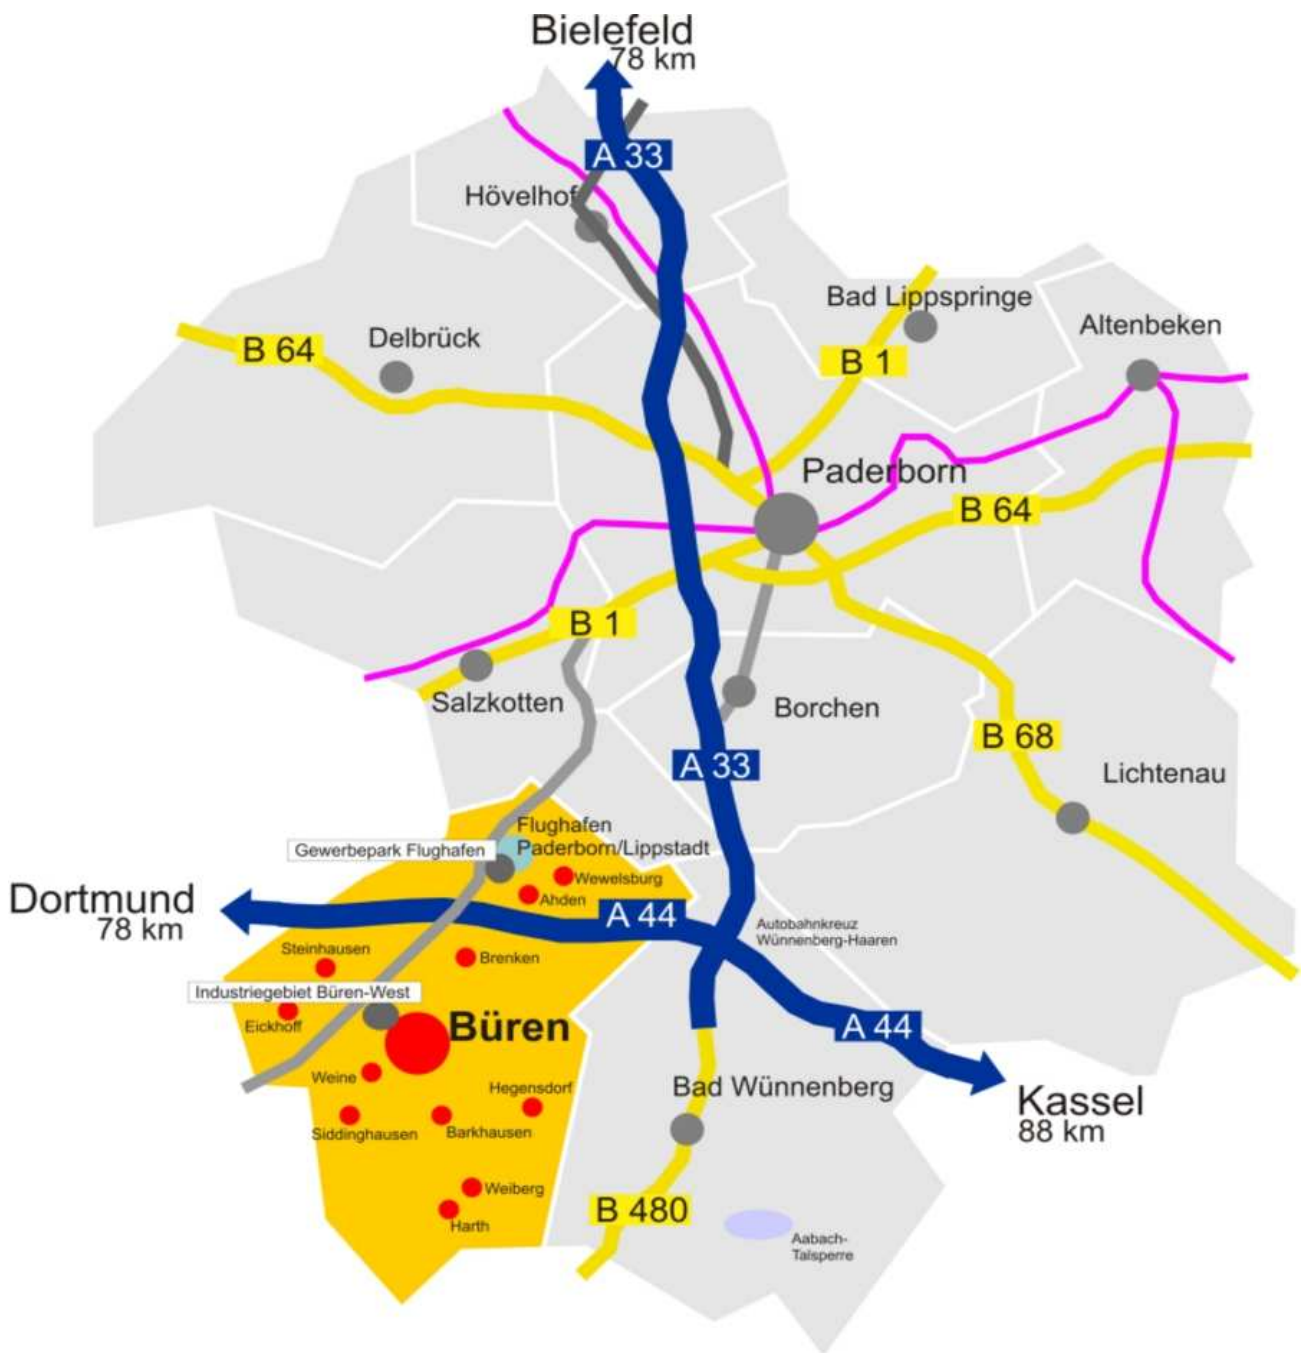 Bielefeld
78 km
A 33
Hövelhof
Bad Lippspringe
Altenbeken
Delbrück
B 64
B 1
Paderborn
B 64
B 1
Salzkotten
Borchen
B 68
A 33
Lichtenau
Flughafen
Paderborn/Lippstadt
Gewerbepark Flughafen
Wewelsburg
Ahden
Dortmund
78 km
A 44
Autobahnkreuz
Wünnenberg-Haaren
Steinhausen
Brenken
Industriegebiet Büren-West
Eickhoff
Büren
A 44
Weine
Hegensdorf
Bad Wünnenberg
Kassel
88 km
Siddinghausen
Barkhausen
Weiberg
Harth
B 480
Aabach-
Talsperre